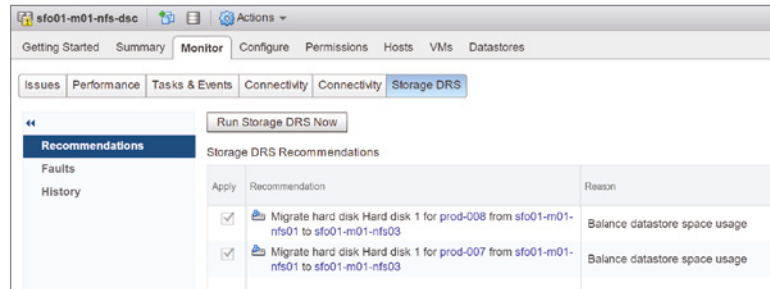 sfo01-m01-nfs-dsc Actions
Getting Started Summary Monitor Configure Permissions Hosts VMs Datastores
Issues Performance Tasks & Events Connectivity Connectivity Storage DRS
Run Storage DRS Now
Recommendations
Storage DRS Recommendations
Faults
History
Apply Recommendation Reason
Migrate hard disk Hard disk 1 for prod-008 from sfo01-m01-
nfs01 to sfo01-m01-nfs03
Balance datastore space usage
Migrate hard disk Hard disk 1 for prod-007 from sfo01-m01-
nfs01 to sfo01-m01-nfs03
Balance datastore space usage